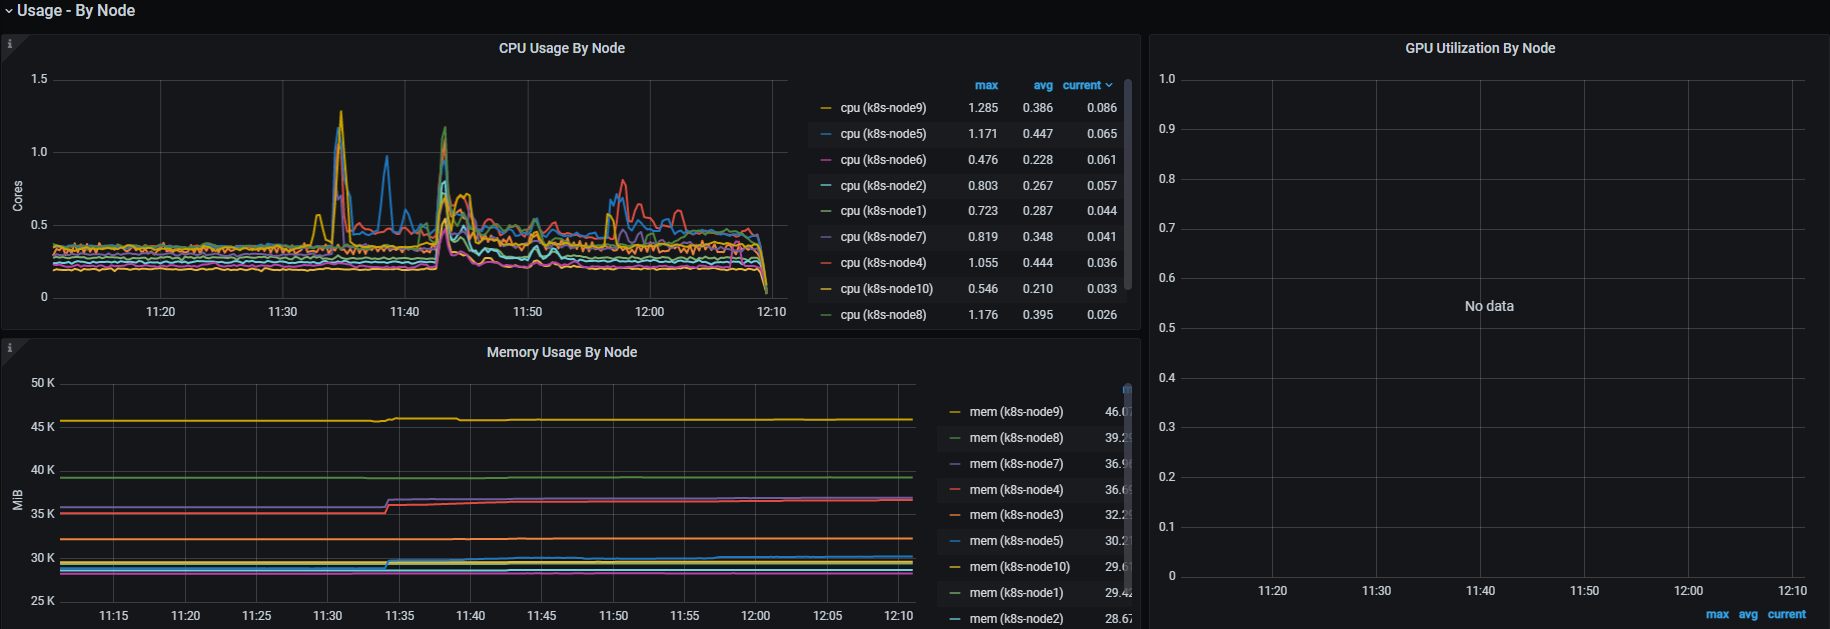 Usage - By Node
CPU Usage By Node
1.5
1.0
0.5
0
Cores
11:20 11:30 11:40 11:50 12:00 12:10
max avg current
cpu (k8s-node9) 1.285 0.386 0.086
cpu (k8s-node5) 1.171 0.447 0.065
cpu (k8s-node6) 0.476 0.228 0.061
cpu (k8s-node2) 0.803 0.267 0.057
cpu (k8s-node1) 0.723 0.287 0.044
cpu (k8s-node7) 0.819 0.348 0.041
cpu (k8s-node4) 1.055 0.444 0.036
cpu (k8s-node10) 0.546 0.210 0.033
cpu (k8s-node8) 1.176 0.395 0.026
Memory Usage By Node
50 K
45 K
40 K
35 K
30 K
25 K
MiB
11:15 11:20 11:25 11:30 11:35 11:40 11:45 11:50 11:55 12:00 12:05 12:10
mem (k8s-node9) 46.07
mem (k8s-node8) 39.29
mem (k8s-node7) 36.96
mem (k8s-node4) 36.69
mem (k8s-node3) 32.29
mem (k8s-node5) 30.21
mem (k8s-node10) 29.61
mem (k8s-node1) 29.42
mem (k8s-node2) 28.67
GPU Utilization By Node
1.0
0.9
0.8
0.7
0.6
0.5
0.4
0.3
0.2
0.1
0
No data
11:20 11:30 11:40 11:50 12:00 12:10
max avg current